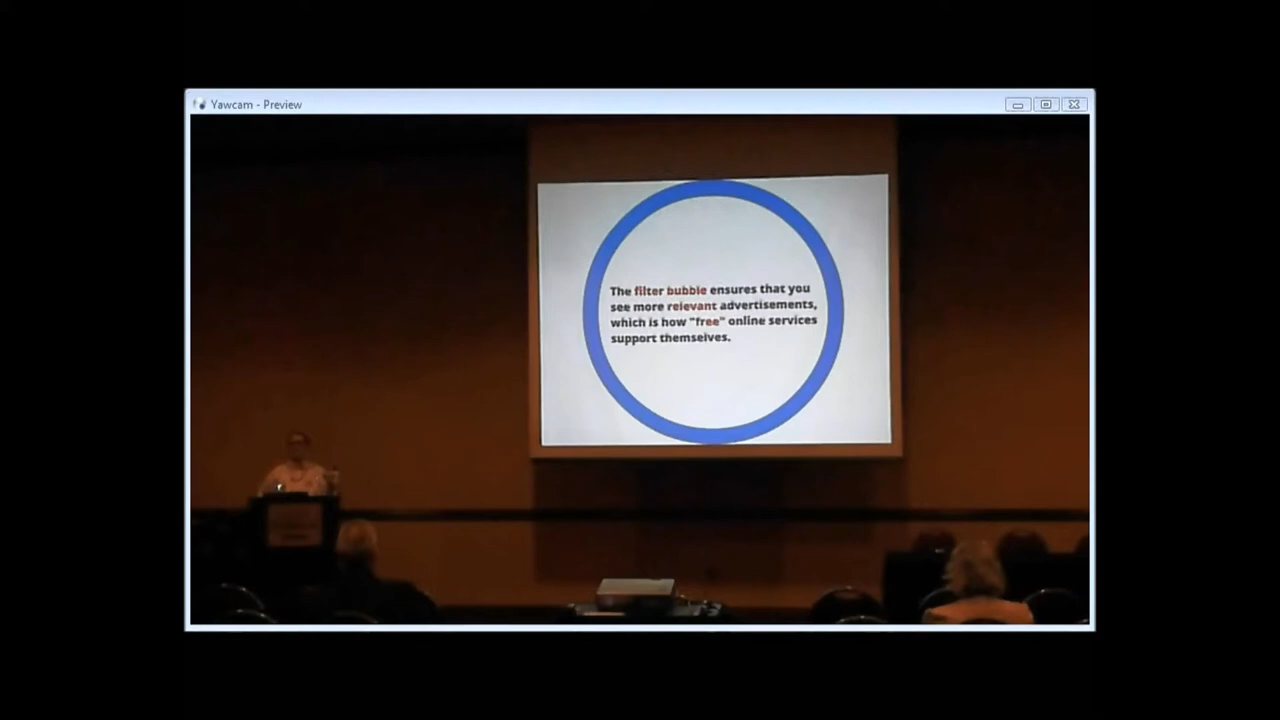 Yawcam - Preview
The filter bubble ensures that you
see more relevant advertisements,
which is how "free" online services
support themselves.